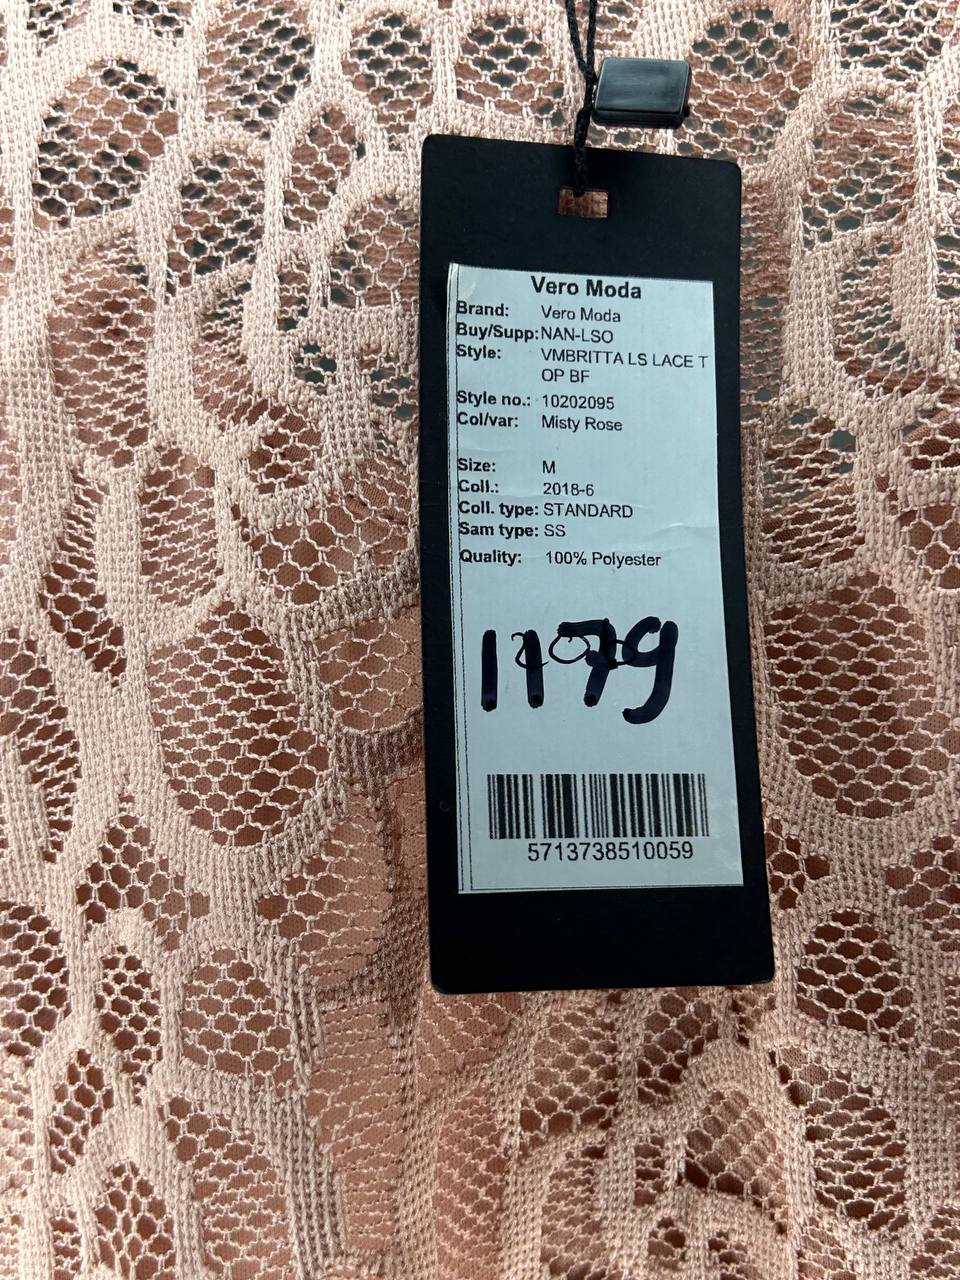 Vero Moda
Brand: Vero Moda
Buy/Supp: NAN-LSO
Style: VMBRITTA LS LACE T
OP BF
Style no.: 10202095
Col/var: Misty Rose
Size: M
Coll.: 2018-6
Coll. type: STANDARD
Sam type: SS
Quality: 100% Polyester
1179
5713738510059